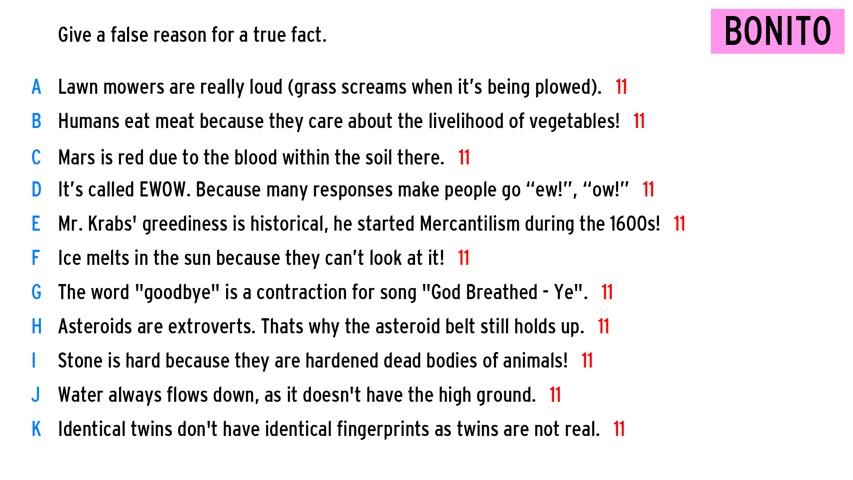 Give a false reason for a true fact.
BONITO
A Lawn mowers are really loud (grass screams when it’s being plowed). 11
B Humans eat meat because they care about the livelihood of vegetables! 11
C Mars is red due to the blood within the soil there. 11
D It’s called EWOW. Because many responses make people go “ew!”, “ow!” 11
E Mr. Krabs' greediness is historical, he started Mercantilism during the 1600s! 11
F Ice melts in the sun because they can’t look at it! 11
G The word "goodbye" is a contraction for song "God Breathed - Ye". 11
H Asteroids are extroverts. Thats why the asteroid belt still holds up. 11
I Stone is hard because they are hardened dead bodies of animals! 11
J Water always flows down, as it doesn't have the high ground. 11
K Identical twins don't have identical fingerprints as twins are not real. 11